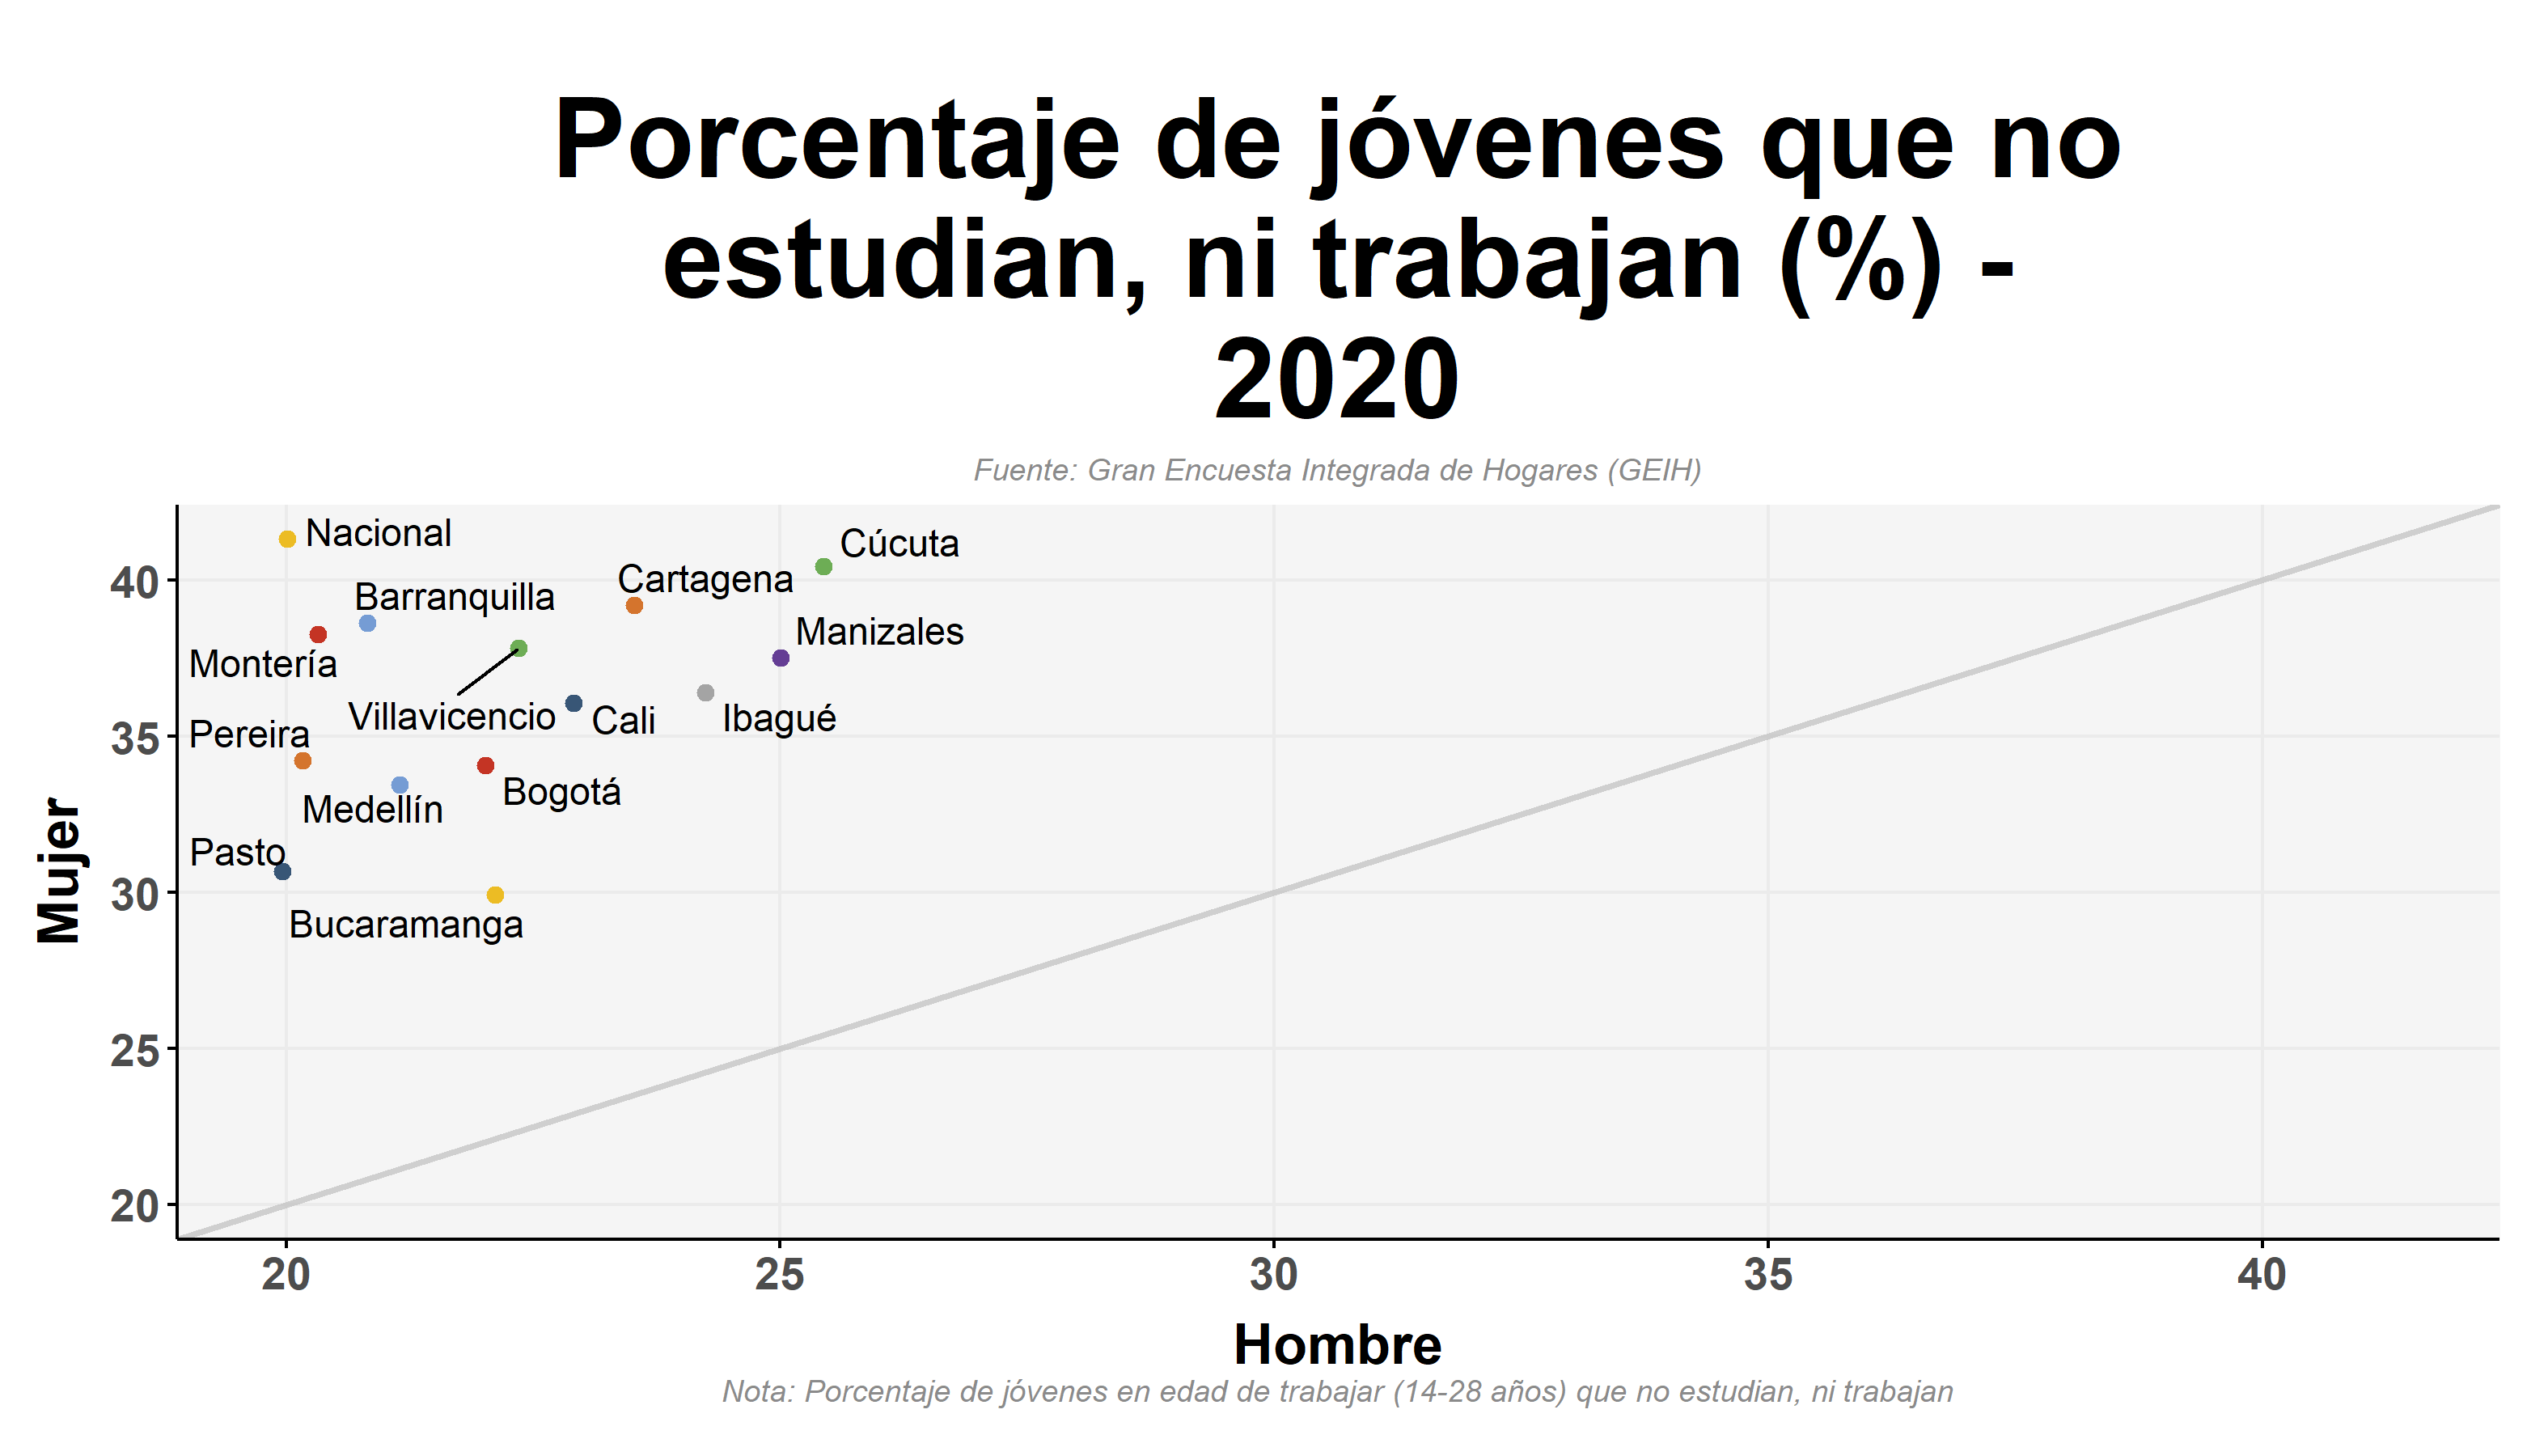 Porcentaje de jóvenes que no
estudian, ni trabajan (%) -
2020
Fuente: Gran Encuesta Integrada de Hogares (GEIH)
Nacional
Cúcuta
Cartagena
Barranquilla
Manizales
Montería
Villavicencio
Cali
Ibagué
Pereira
Bogotá
Medellín
Pasto
Bucaramanga
Mujer
40
35
30
25
20
20 25 30 35 40
Hombre
Nota: Porcentaje de jóvenes en edad de trabajar (14-28 años) que no estudian, ni trabajan